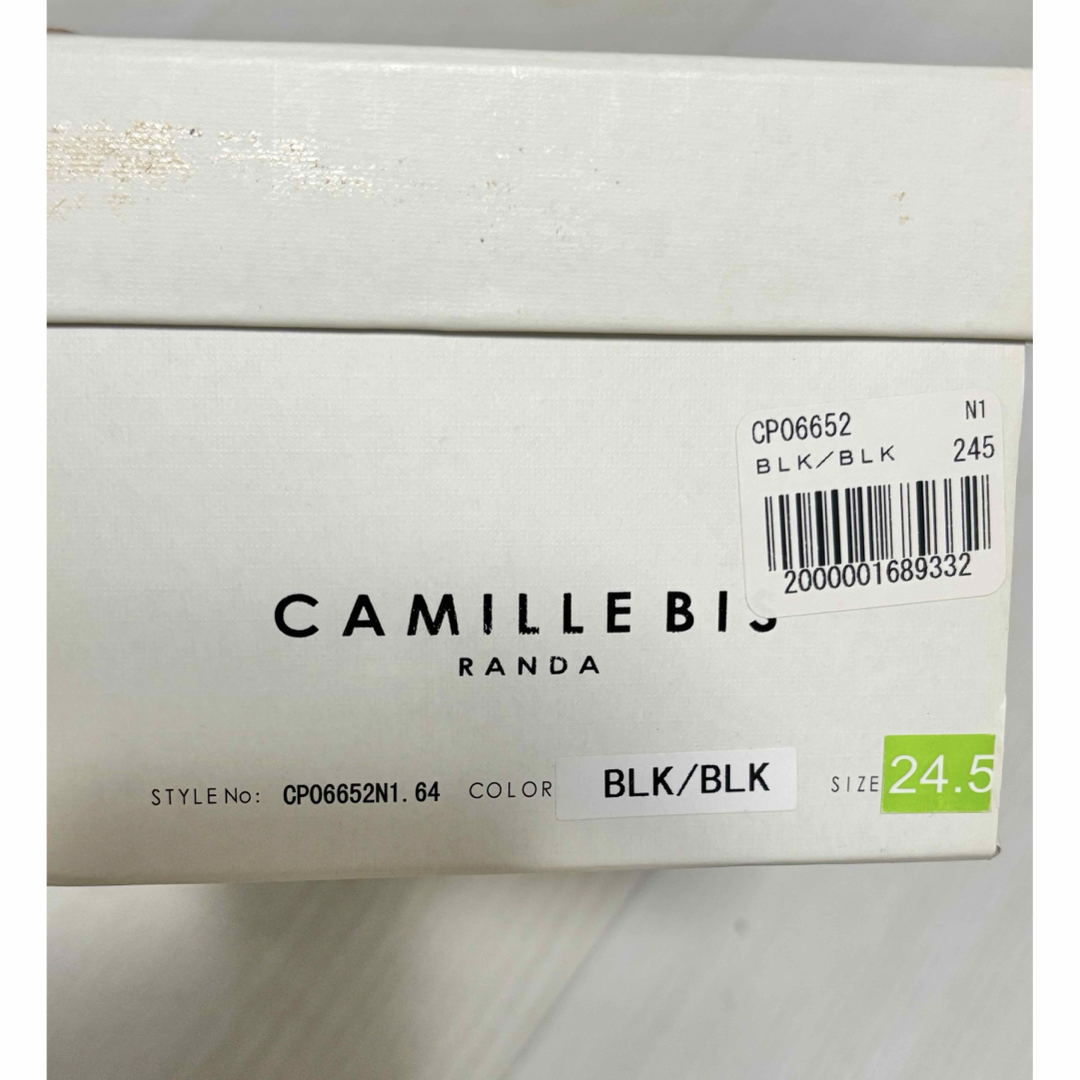 CP06652 N1
BLK/BLK 245
2000001689332
CAMILLE BIS
RANDA
STYLE No: CP06652N1.64 COLOR BLK/BLK SIZE 24.5